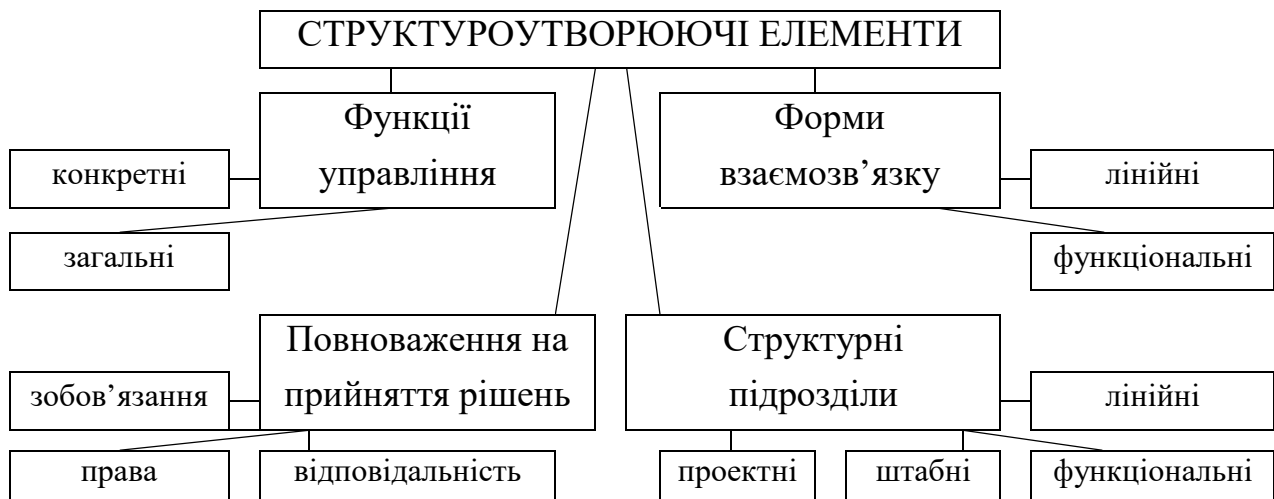 СТРУКТУРОУТВОРЮЮЧІ ЕЛЕМЕНТИ
Функції
управління
конкретні
загальні
Форми
взаємозв’язку
лінійні
функціональні
Повноваження на
прийняття рішень
зобов’язання
права
відповідальність
Структурні
підрозділи
лінійні
проектні
штабні
функціональні